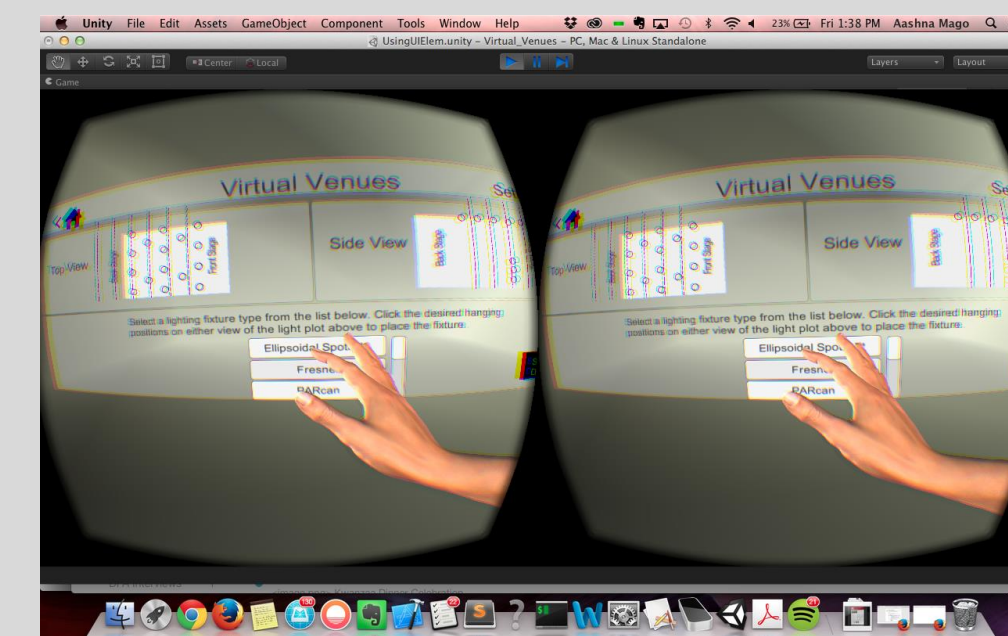 Unity File Edit Assets GameObject Component Tools Window Help 23% Fri 1:38 PM Aashna Mago
UsingUIElem.unity - Virtual_Venues - PC, Mac & Linux Standalone
Center Local Layers Layout
Game
Virtual Venues
Top View
Front Stage
Side View
Back Stage
Select a lighting fixture type from the list below. Click the desired hanging
positions on either view of the light plot above to place the fixture.
Ellipsoidal
PARcan
Virtual Venues
Top View
Front Stage
Side View
Back Stage
Select a lighting fixture type from the list below. Click the desired hanging
positions on either view of the light plot above to place the fixture.
Ellipsoidal
PARcan
130
22
21